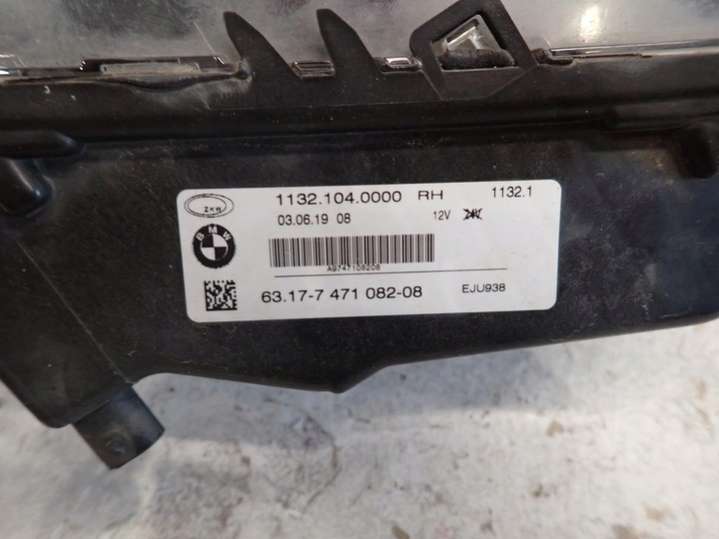 1132.104.0000 RH 1132.1
ZKW
03.06.19 08 12V
BMW
A9747108208
63.17-7 471 082-08 EJU938